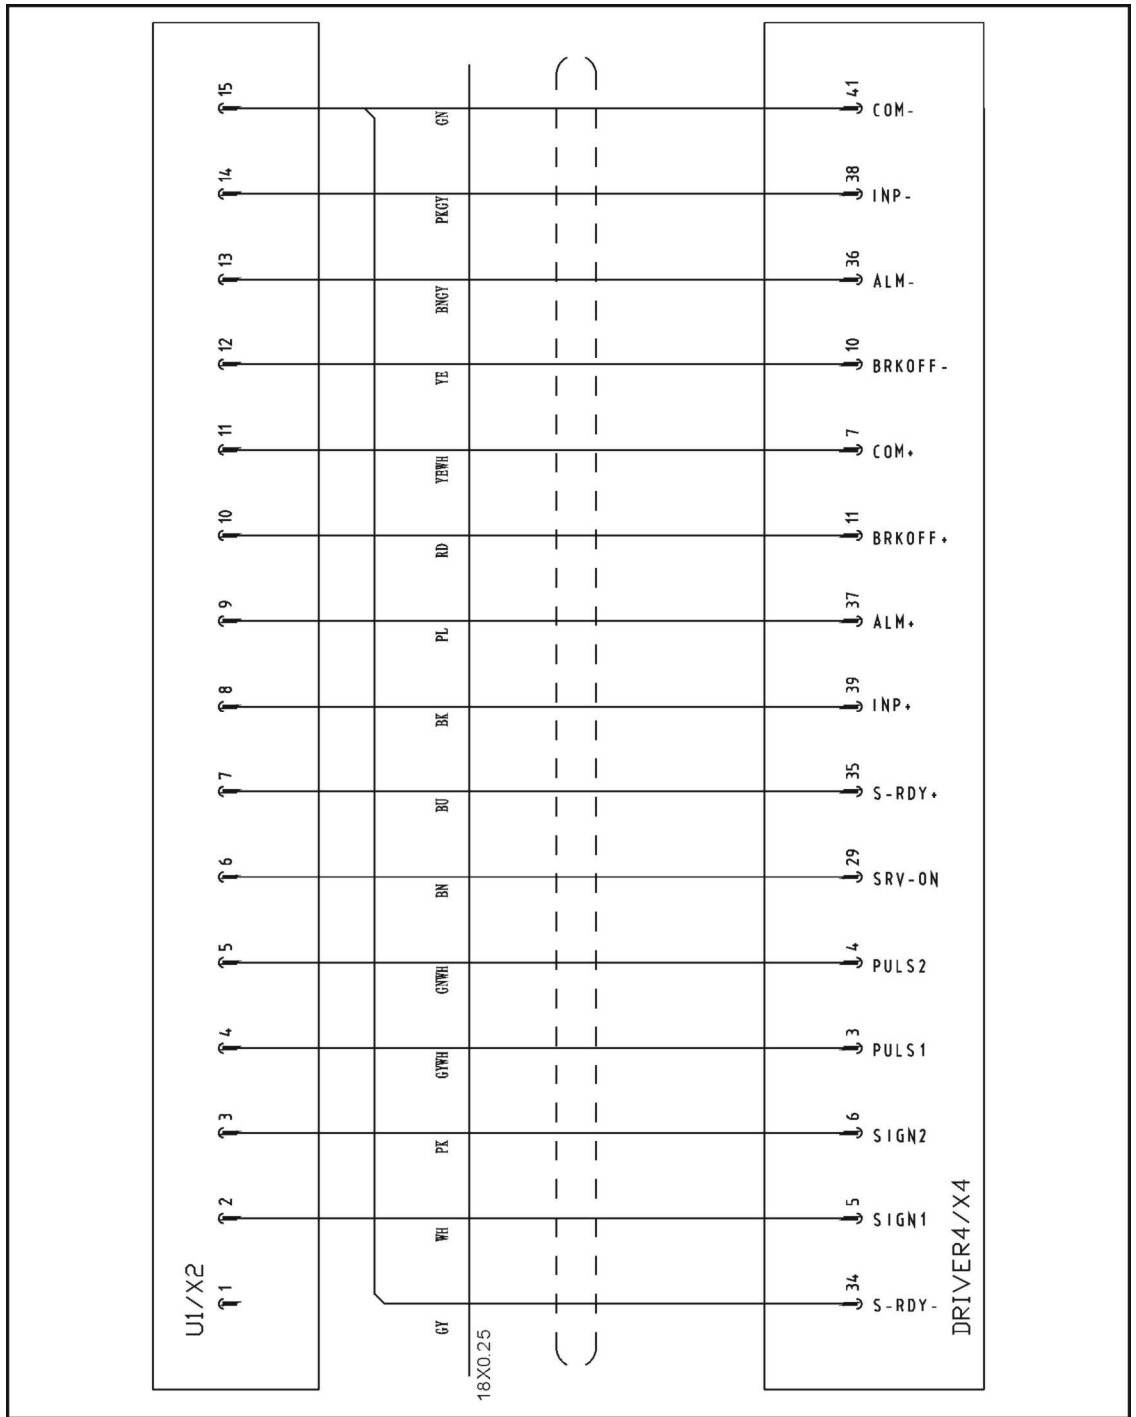 15 GN 41 COM-
14 PKGY 38 INP-
13 BNGY 36 ALM-
12 YE 10 BRKOFF-
11 YEWH 7 COM+
10 RD 11 BRKOFF+
9 PL 37 ALM+
8 BK 39 INP+
7 BU 35 S-RDY+
6 BN 29 SRV-ON
5 GNWH 4 PULS2
4 GYWH 3 PULS1
3 PK 6 SIGN2
2 WH 5 SIGN1
1 GY 34 S-RDY-
U1/X2
18X0.25
DRIVER4/X4